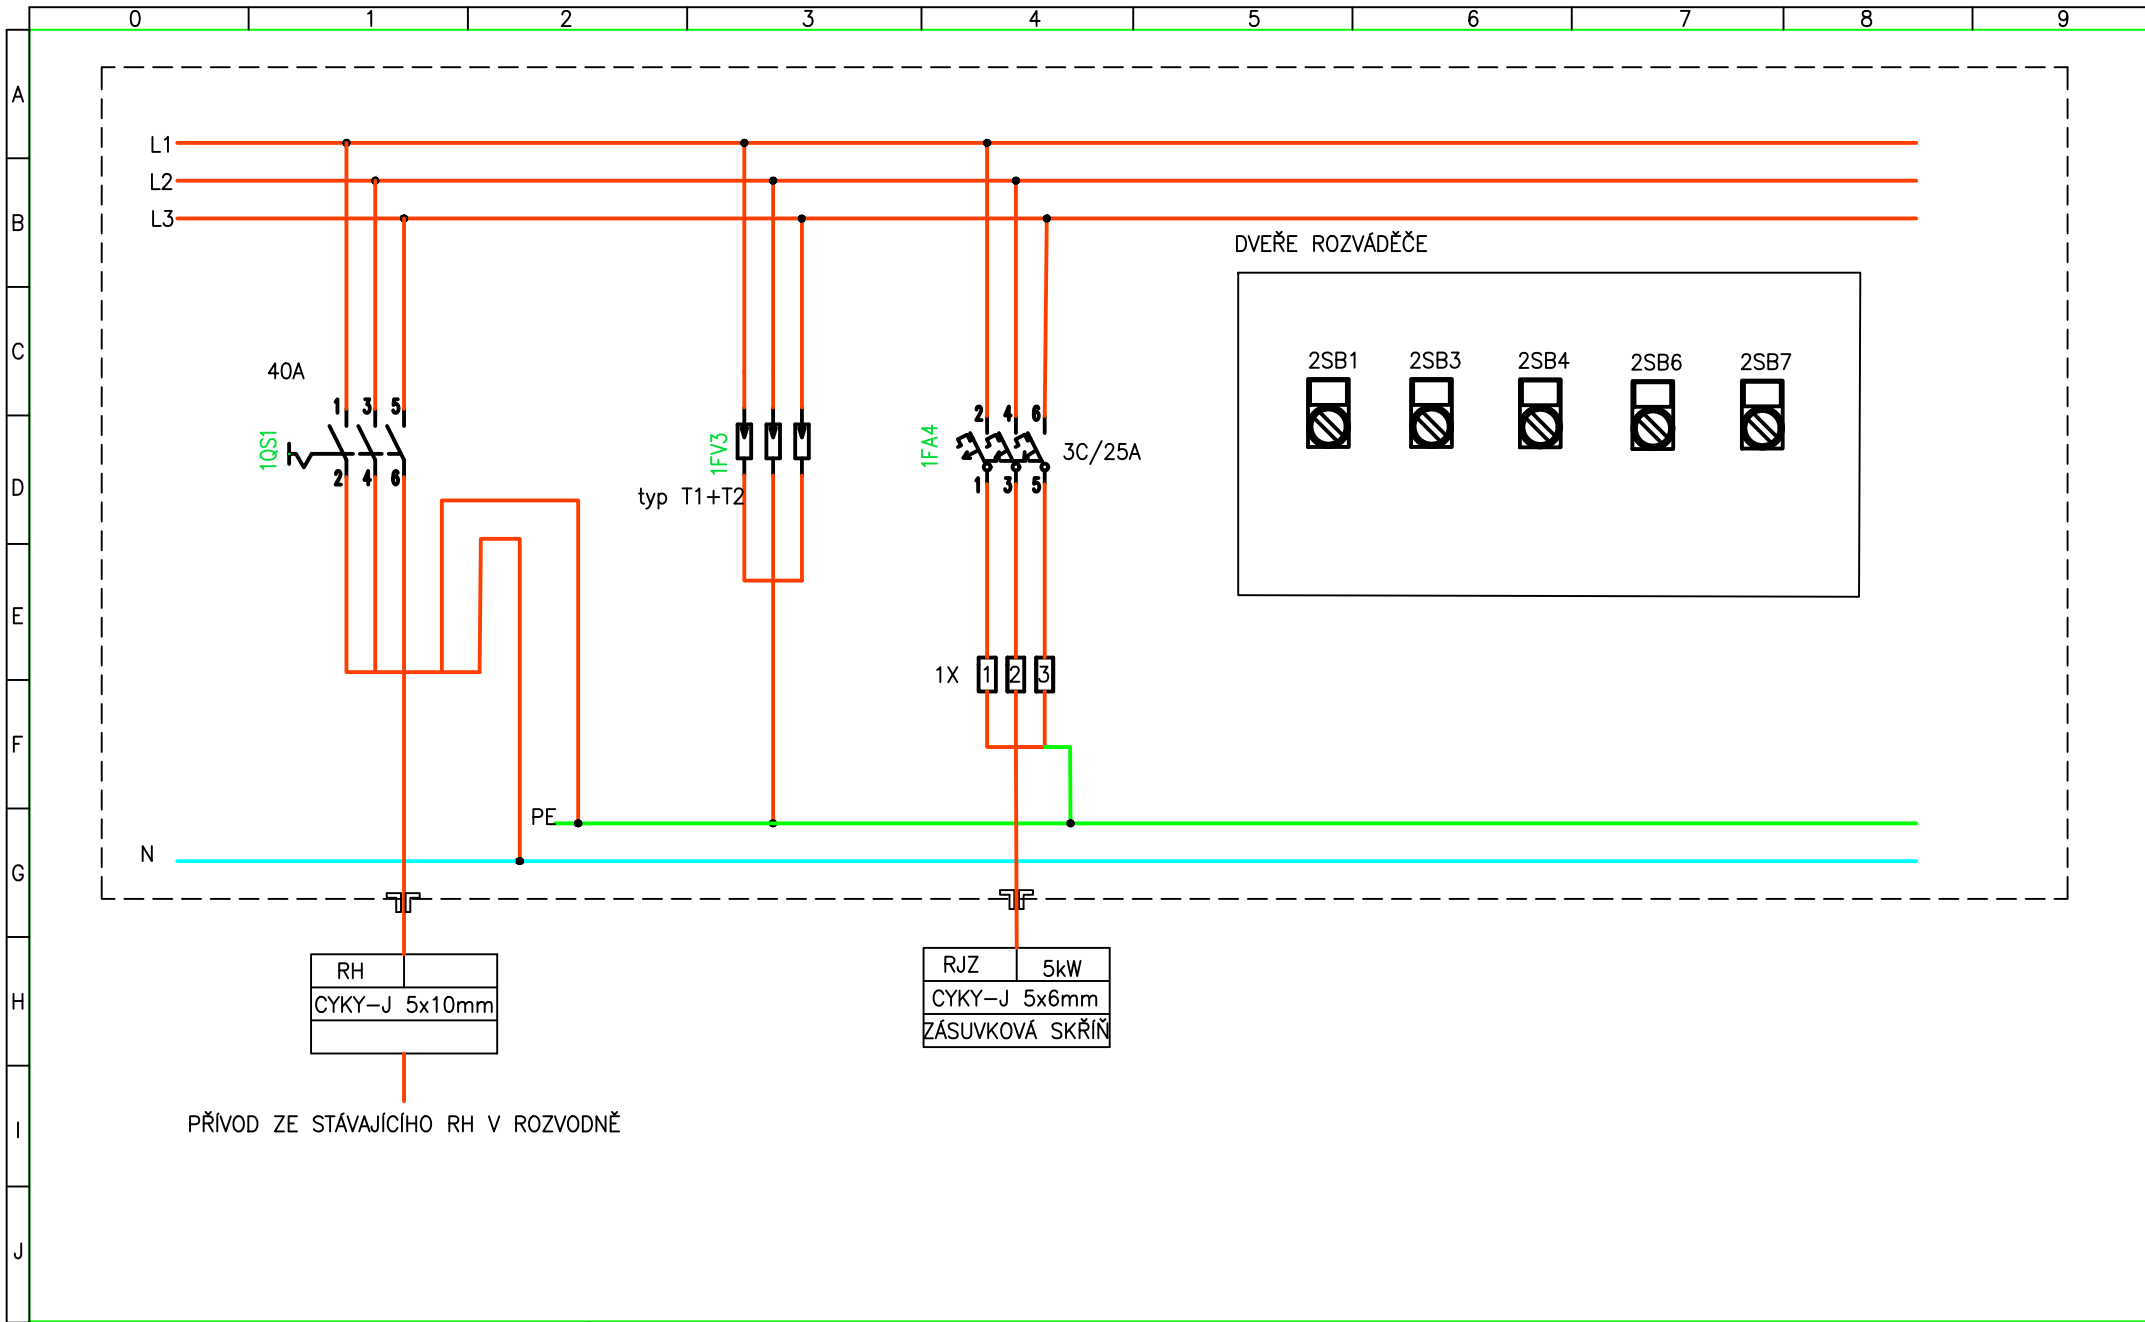 0 1 2 3 4 5 6 7 8 9
A
B
C
D
E
F
G
H
I
J
L1
L2
L3
40A
1QS1
1 3 5
2 4 6
1FV3
typ T1+T2
1FA4
2 4 6
1 3 5
3C/25A
1X 1 2 3
DVEŘE ROZVÁDĚČE
2SB1 2SB3 2SB4 2SB6 2SB7
PE
N
RH
CYKY-J 5x10mm
PŘÍVOD ZE STÁVAJÍCÍHO RH V ROZVODNĚ
RJZ 5kW
CYKY-J 5x6mm
ZÁSUVKOVÁ SKŘÍŇ